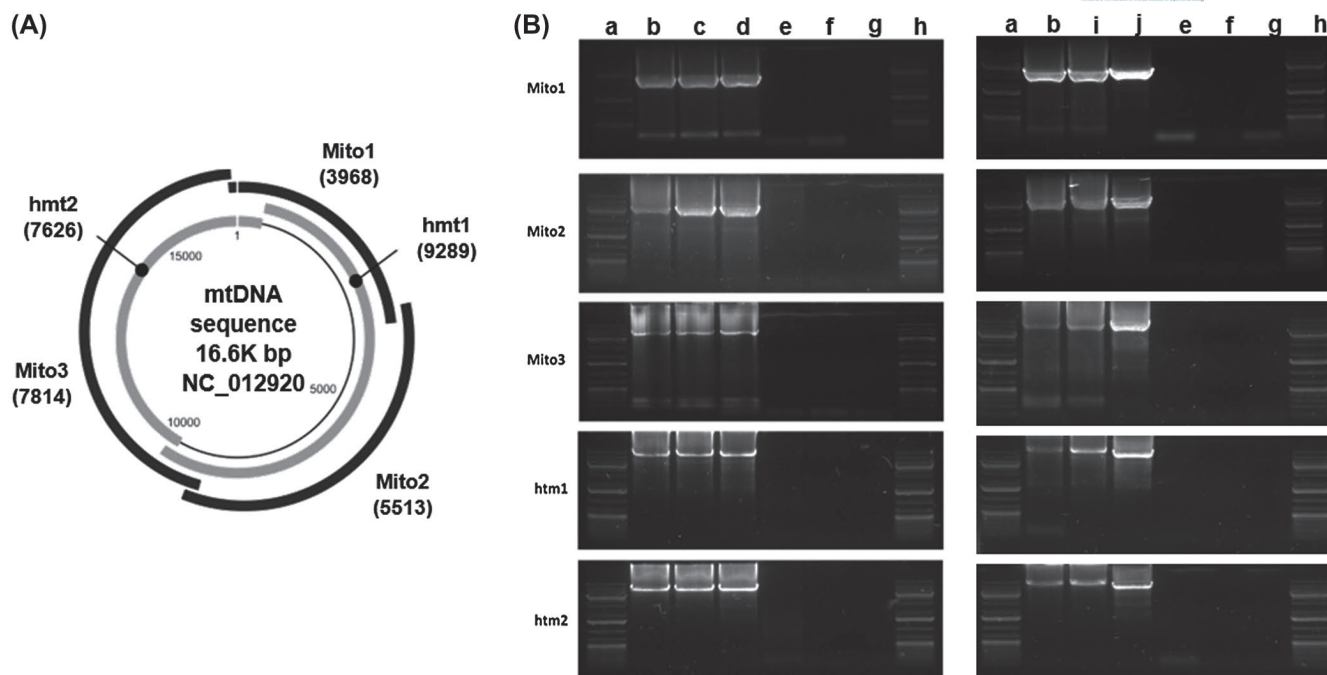 (A)
Mito1
(3968)
hmt2
(7626)
hmt1
(9289)
1
15000
mtDNA
sequence
16.6K bp
NC_012920
5000
10000
Mito3
(7814)
Mito2
(5513)
(B)
a b c d e f g h
a b i j e f g h
Mito1
Mito2
Mito3
htm1
htm2